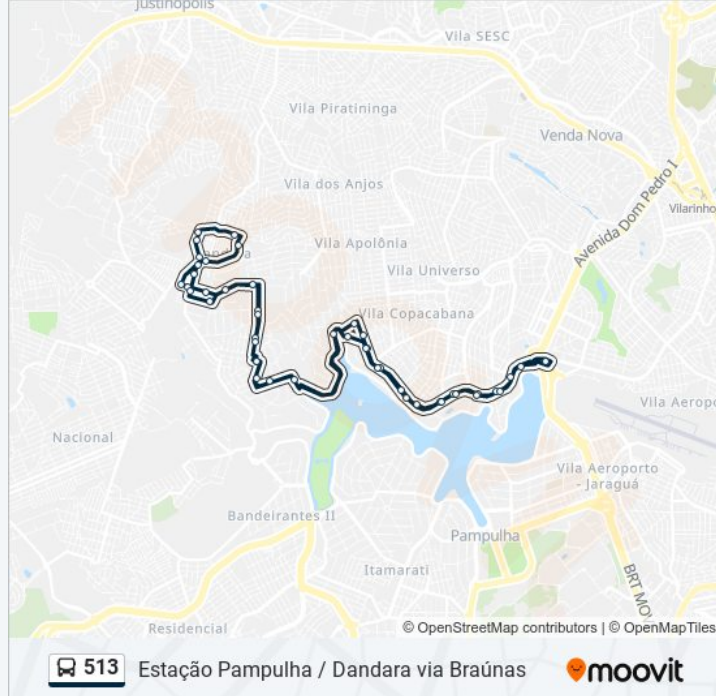 Justinópolis
Vila SESC
Vila Piratininga
Venda Nova
Vila dos Anjos
Avenida Dom Pedro I
Vilarinho
Vila Apolônia
Vila Universo
Vila Copacabana
Vila Aeropo
Nacional
Vila Aeroporto
- Jaraguá
Bandeirantes II
Pampulha
Itamarati
BRT MOV
Residencial
© OpenStreetMap contributors | © OpenMapTiles
513 Estação Pampulha / Dandara via Braúnas
moovit